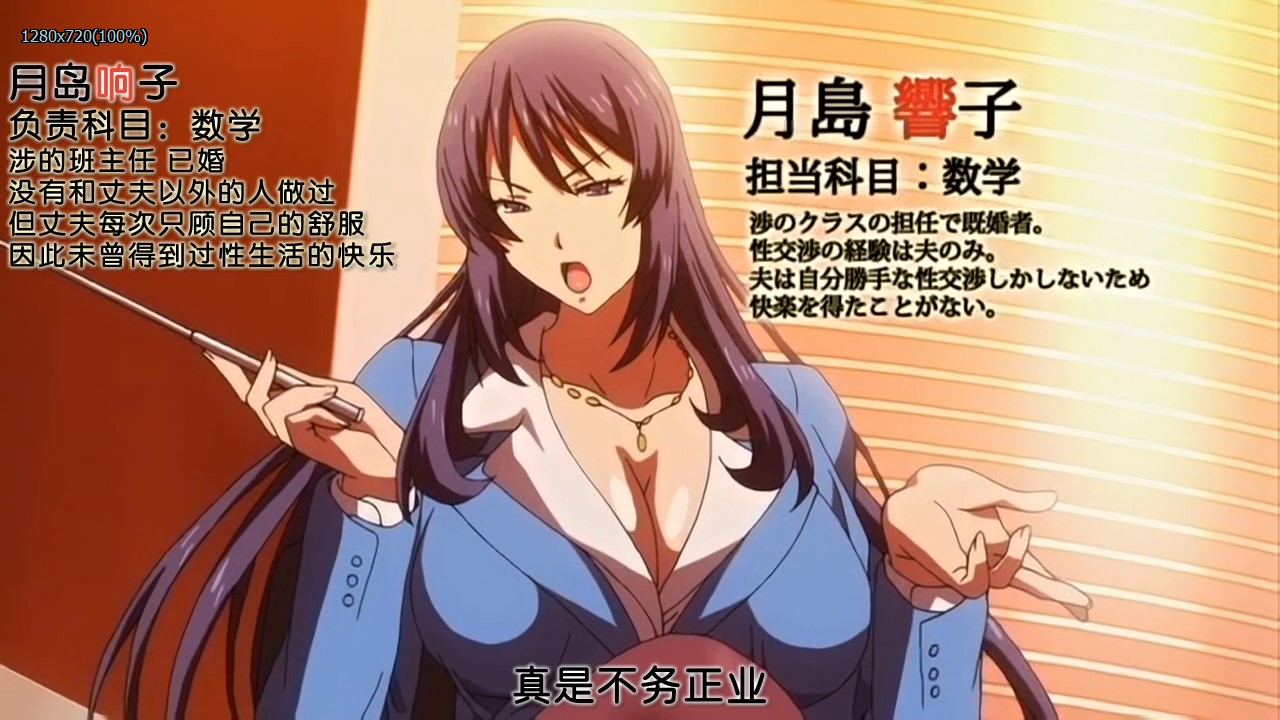 1280x720(100%)
月岛响子
负责科目：数学
涉的班主任 已婚
没有和丈夫以外的人做过
但丈夫每次只顾自己的舒服
因此未曾得到过性生活的快乐
月島 響子
担当科目：数学
渉のクラスの担任で既婚者。
性交渉の経験は夫のみ。
夫は自分勝手な性交渉しかしないため
快楽を得たことがない。
真是不务正业